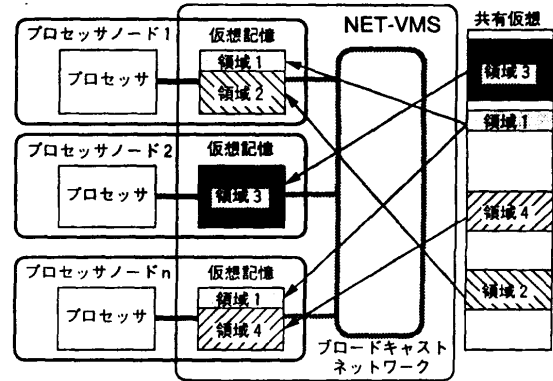 NET-VMS
共有仮想
プロセッサノード1
仮想記憶
プロセッサ
領域1
領域2
プロセッサノード2
仮想記憶
プロセッサ
領域3
プロセッサノードn
仮想記憶
プロセッサ
領域1
領域4
ブロードキャスト
ネットワーク
領域3
領域1
領域4
領域2